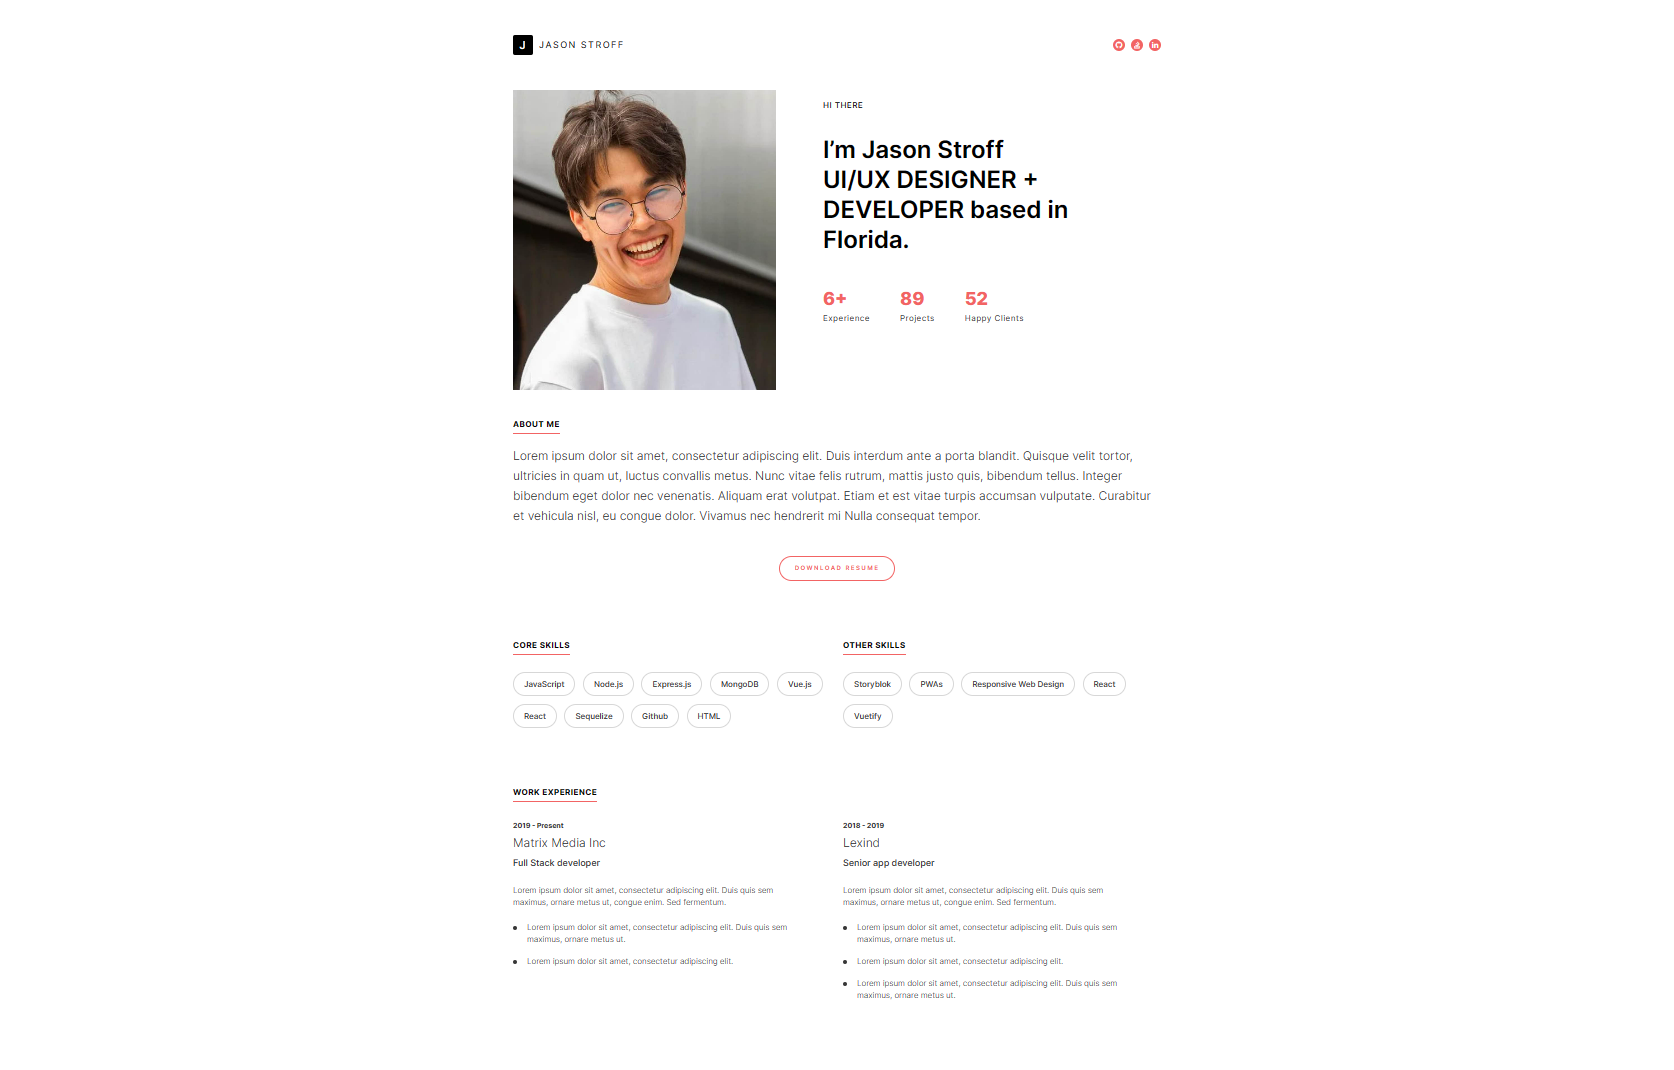 J JASON STROFF
HI THERE
I’m Jason Stroff
UI/UX DESIGNER +
DEVELOPER based in
Florida.
6+ 89 52
Experience Projects Happy Clients
ABOUT ME
Lorem ipsum dolor sit amet, consectetur adipiscing elit. Duis interdum ante a porta blandit. Quisque velit tortor,
ultricies in quam ut, luctus convallis metus. Nunc vitae felis rutrum, mattis justo quis, bibendum tellus. Integer
bibendum eget dolor nec venenatis. Aliquam erat volutpat. Etiam et est vitae turpis accumsan vulputate. Curabitur
et vehicula nisl, eu congue dolor. Vivamus nec hendrerit mi Nulla consequat tempor.
DOWNLOAD RESUME
CORE SKILLS
JavaScript Node.js Express.js MongoDB Vue.js
React Sequelize Github HTML
OTHER SKILLS
Storyblok PWAs Responsive Web Design React
Vuetify
WORK EXPERIENCE
2019 - Present
Matrix Media Inc
Full Stack developer
Lorem ipsum dolor sit amet, consectetur adipiscing elit. Duis quis sem
maximus, ornare metus ut, congue enim. Sed fermentum.
Lorem ipsum dolor sit amet, consectetur adipiscing elit. Duis quis sem
maximus, ornare metus ut.
Lorem ipsum dolor sit amet, consectetur adipiscing elit.
2018 - 2019
Lexind
Senior app developer
Lorem ipsum dolor sit amet, consectetur adipiscing elit. Duis quis sem
maximus, ornare metus ut, congue enim. Sed fermentum.
Lorem ipsum dolor sit amet, consectetur adipiscing elit. Duis quis sem
maximus, ornare metus ut.
Lorem ipsum dolor sit amet, consectetur adipiscing elit.
Lorem ipsum dolor sit amet, consectetur adipiscing elit. Duis quis sem
maximus, ornare metus ut.